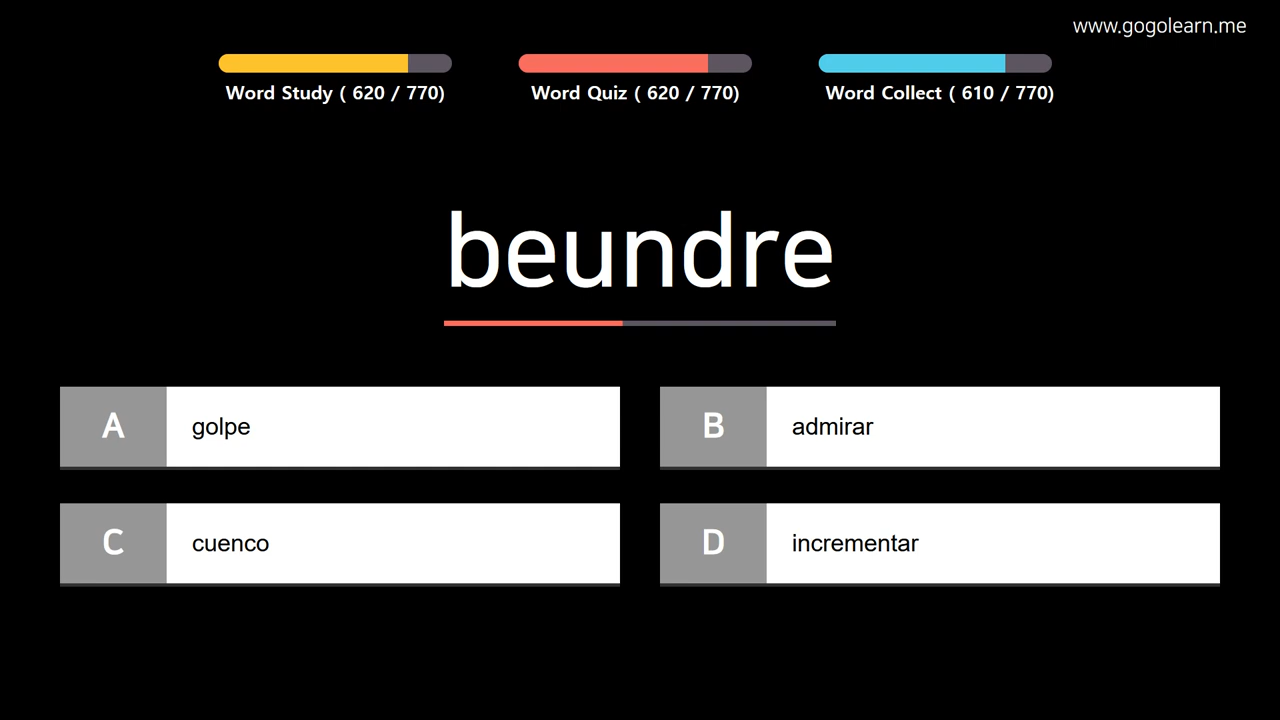 www.gogolearn.me
Word Study ( 620 / 770)
Word Quiz ( 620 / 770)
Word Collect ( 610 / 770)
beundre
A golpe
B admirar
C cuenco
D incrementar